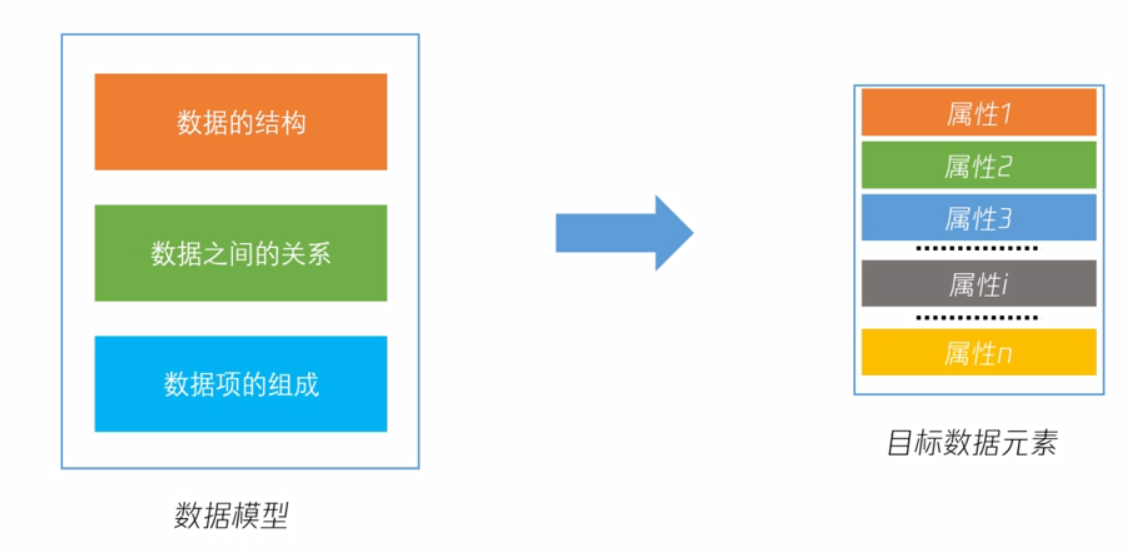 数据的结构
数据之间的关系
数据项的组成
数据模型
属性1
属性2
属性3
属性i
属性n
目标数据元素